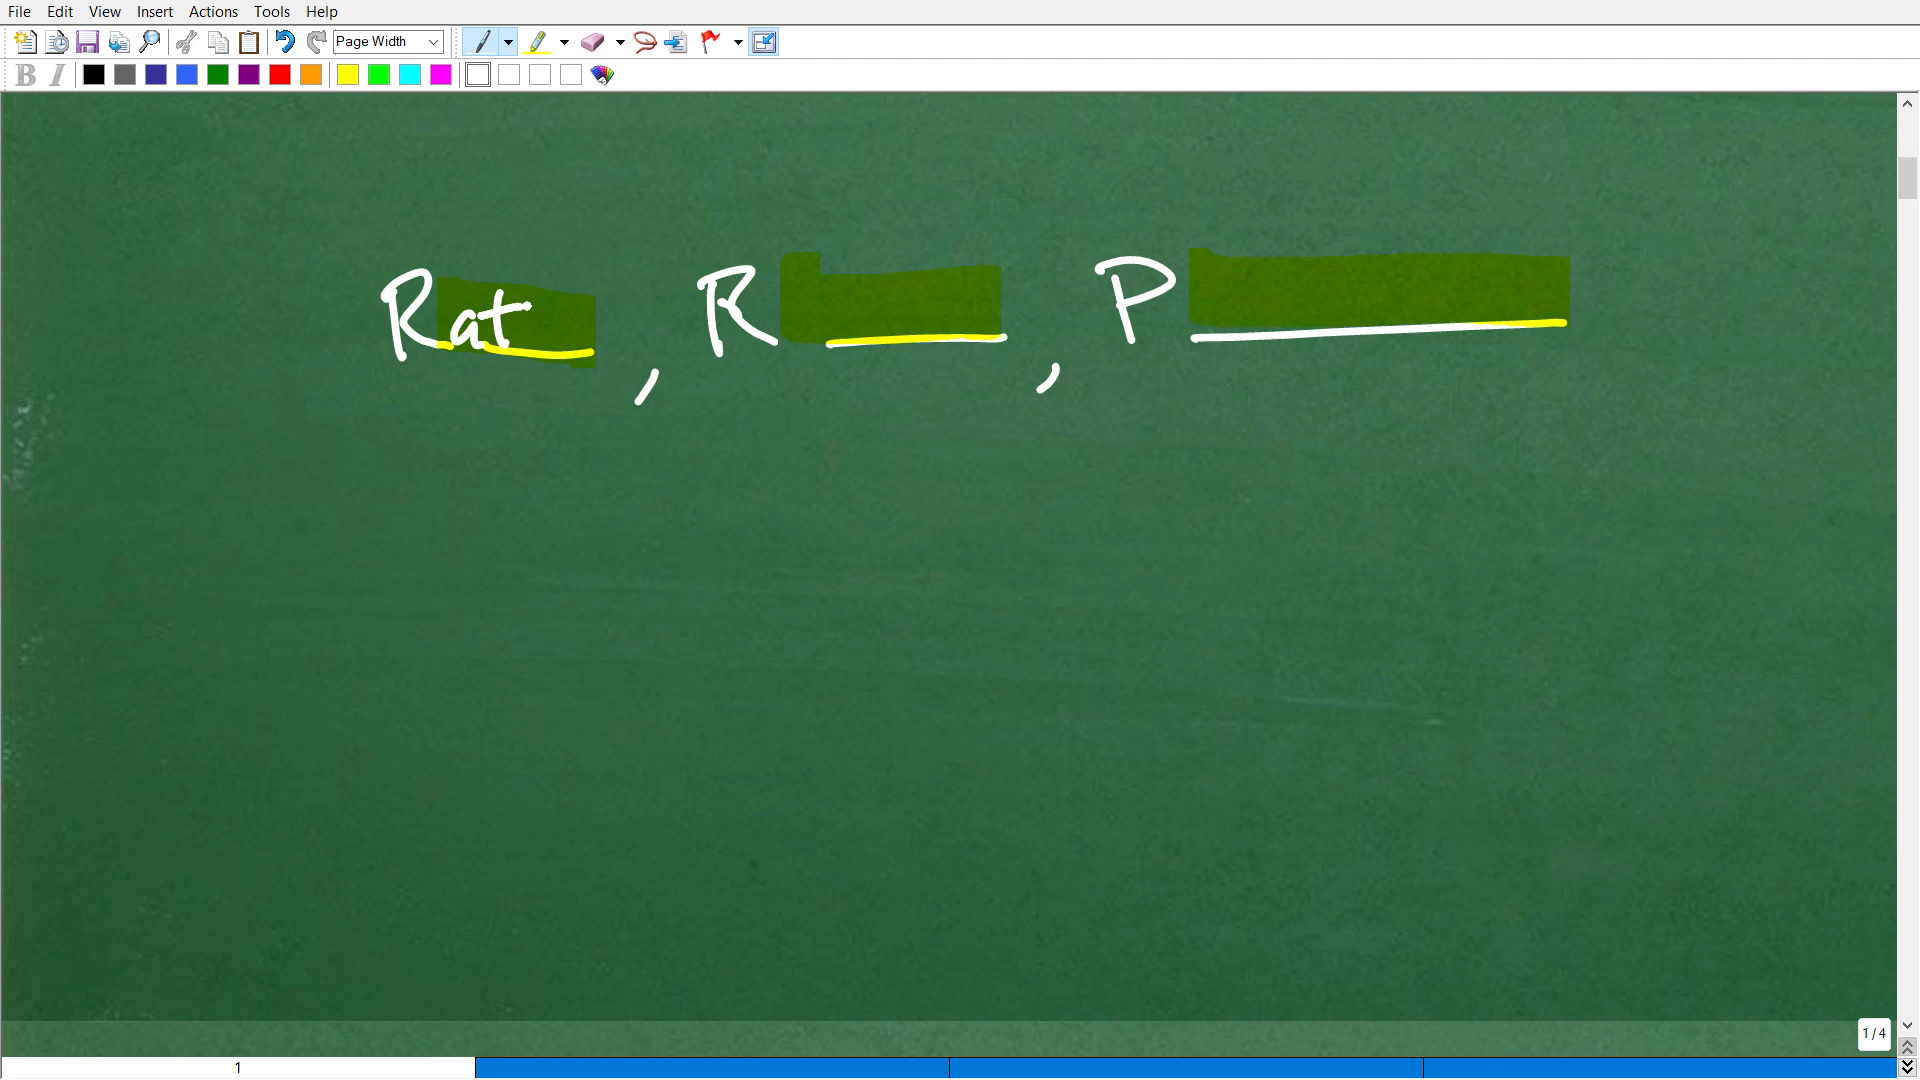 File Edit View Insert Actions Tools Help
Page Width
B I
Rat , R , P
1 / 4
1